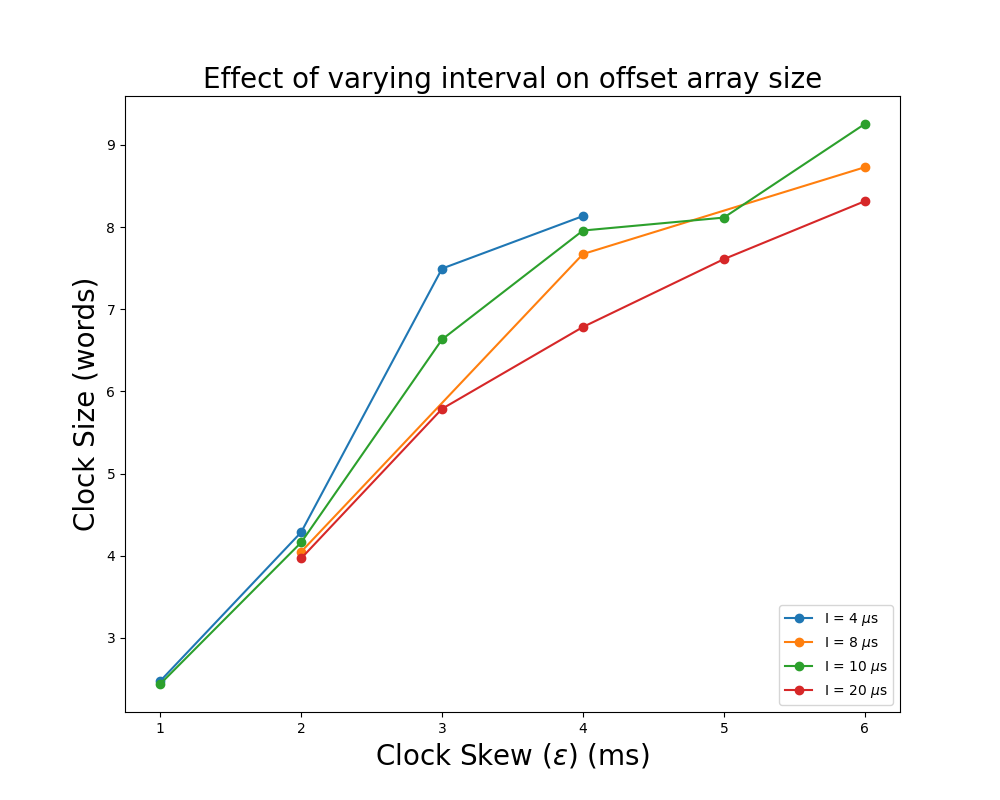 Effect of varying interval on offset array size
Clock Size (words)
9
8
7
6
5
4
3
1 2 3 4 5 6
Clock Skew (ε) (ms)
I = 4 μs
I = 8 μs
I = 10 μs
I = 20 μs